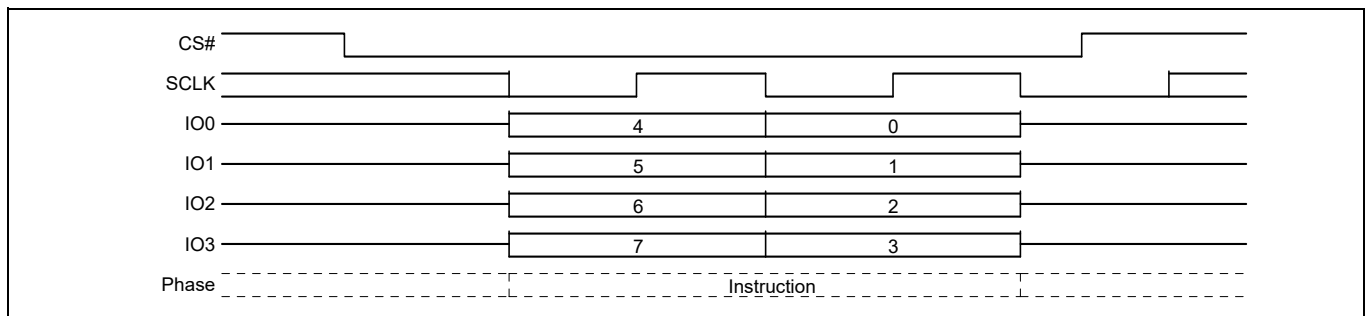 CS#
SCLK
IO0 4 0
IO1 5 1
IO2 6 2
IO3 7 3
Phase Instruction